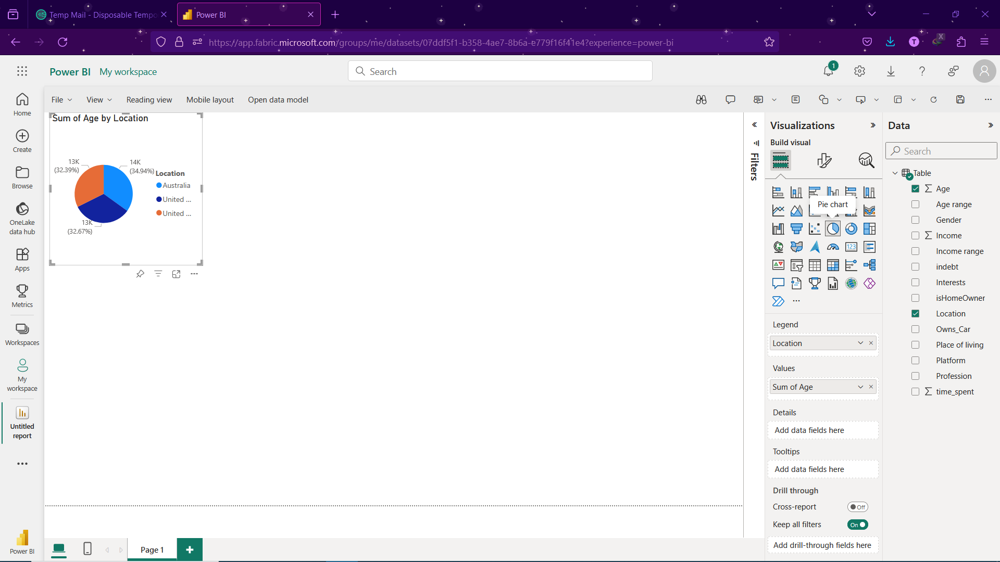 Temp Mail - Disposable Tempo
Power BI
https://app.fabric.microsoft.com/groups/me/datasets/07ddf5f1-b358-4ae7-8b6a-e779f16f41e4?experience=power-bi
T
X
Power BI
My workspace
Search
1
File
View
Reading view
Mobile layout
Open data model
Home
Create
Browse
OneLake
data hub
Apps
Metrics
Workspaces
My
workspace
Untitled
report
Power BI
Sum of Age by Location
13K
(32.39%)
14K
(34.94%)
13K
(32.67%)
Location
Australia
United ...
United ...
Filters
Visualizations
Build visual
Pie chart
123
Legend
Location
Values
Sum of Age
Details
Add data fields here
Tooltips
Add data fields here
Drill through
Cross-report
Off
Keep all filters
On
Add drill-through fields here
Data
Search
Table
Age
Age range
Gender
Income
Income range
indebt
Interests
isHomeOwner
Location
Owns_Car
Place of living
Platform
Profession
time_spent
Page 1